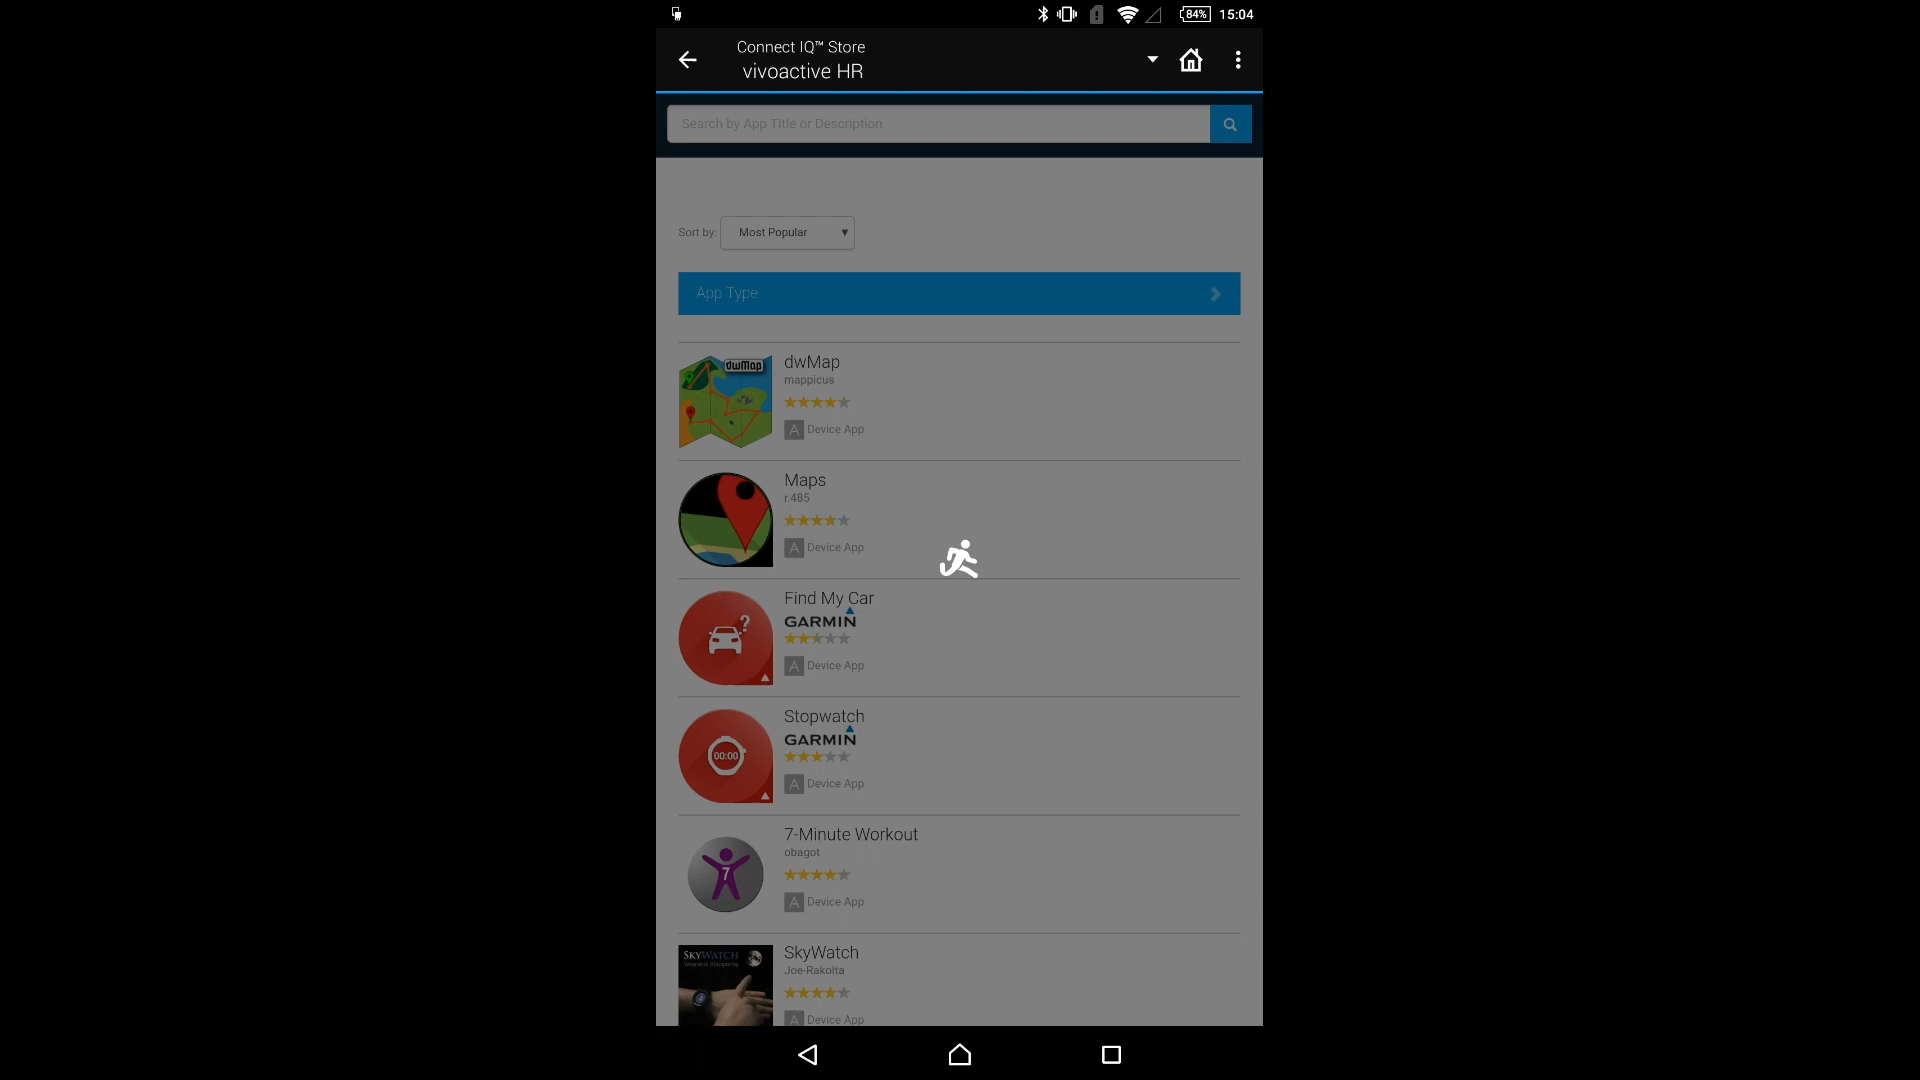 84% 15:04
Connect IQ™ Store
vivoactive HR
Search by App Title or Description
Sort by: Most Popular
App Type
dwMap
dwMap
mappicus
A Device App
Maps
r.485
A Device App
?
Find My Car
GARMIN
A Device App
Stopwatch
GARMIN
00:00
A Device App
7-Minute Workout
obagot
7
A Device App
SkyWatch
SKYWATCH
Joe-Rakolta
A Device App